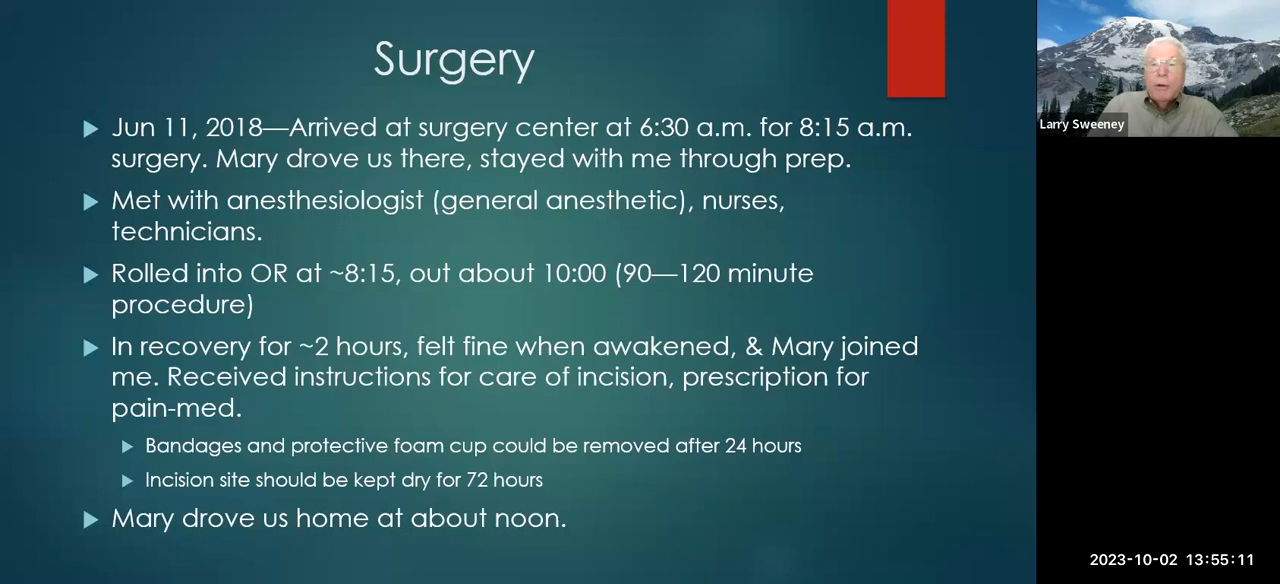 Surgery
Jun 11, 2018—Arrived at surgery center at 6:30 a.m. for 8:15 a.m.
surgery. Mary drove us there, stayed with me through prep.
Met with anesthesiologist (general anesthetic), nurses,
technicians.
Rolled into OR at ~8:15, out about 10:00 (90—120 minute
procedure)
In recovery for ~2 hours, felt fine when awakened, & Mary joined
me. Received instructions for care of incision, prescription for
pain-med.
Bandages and protective foam cup could be removed after 24 hours
Incision site should be kept dry for 72 hours
Mary drove us home at about noon.
Larry Sweeney
2023-10-02 13:55:11